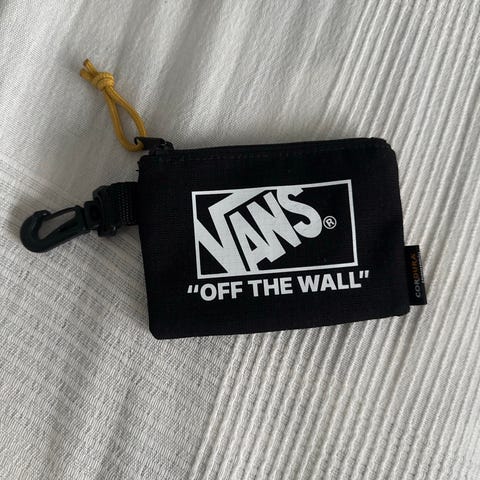 VANS®
“OFF THE WALL”
CORDURA